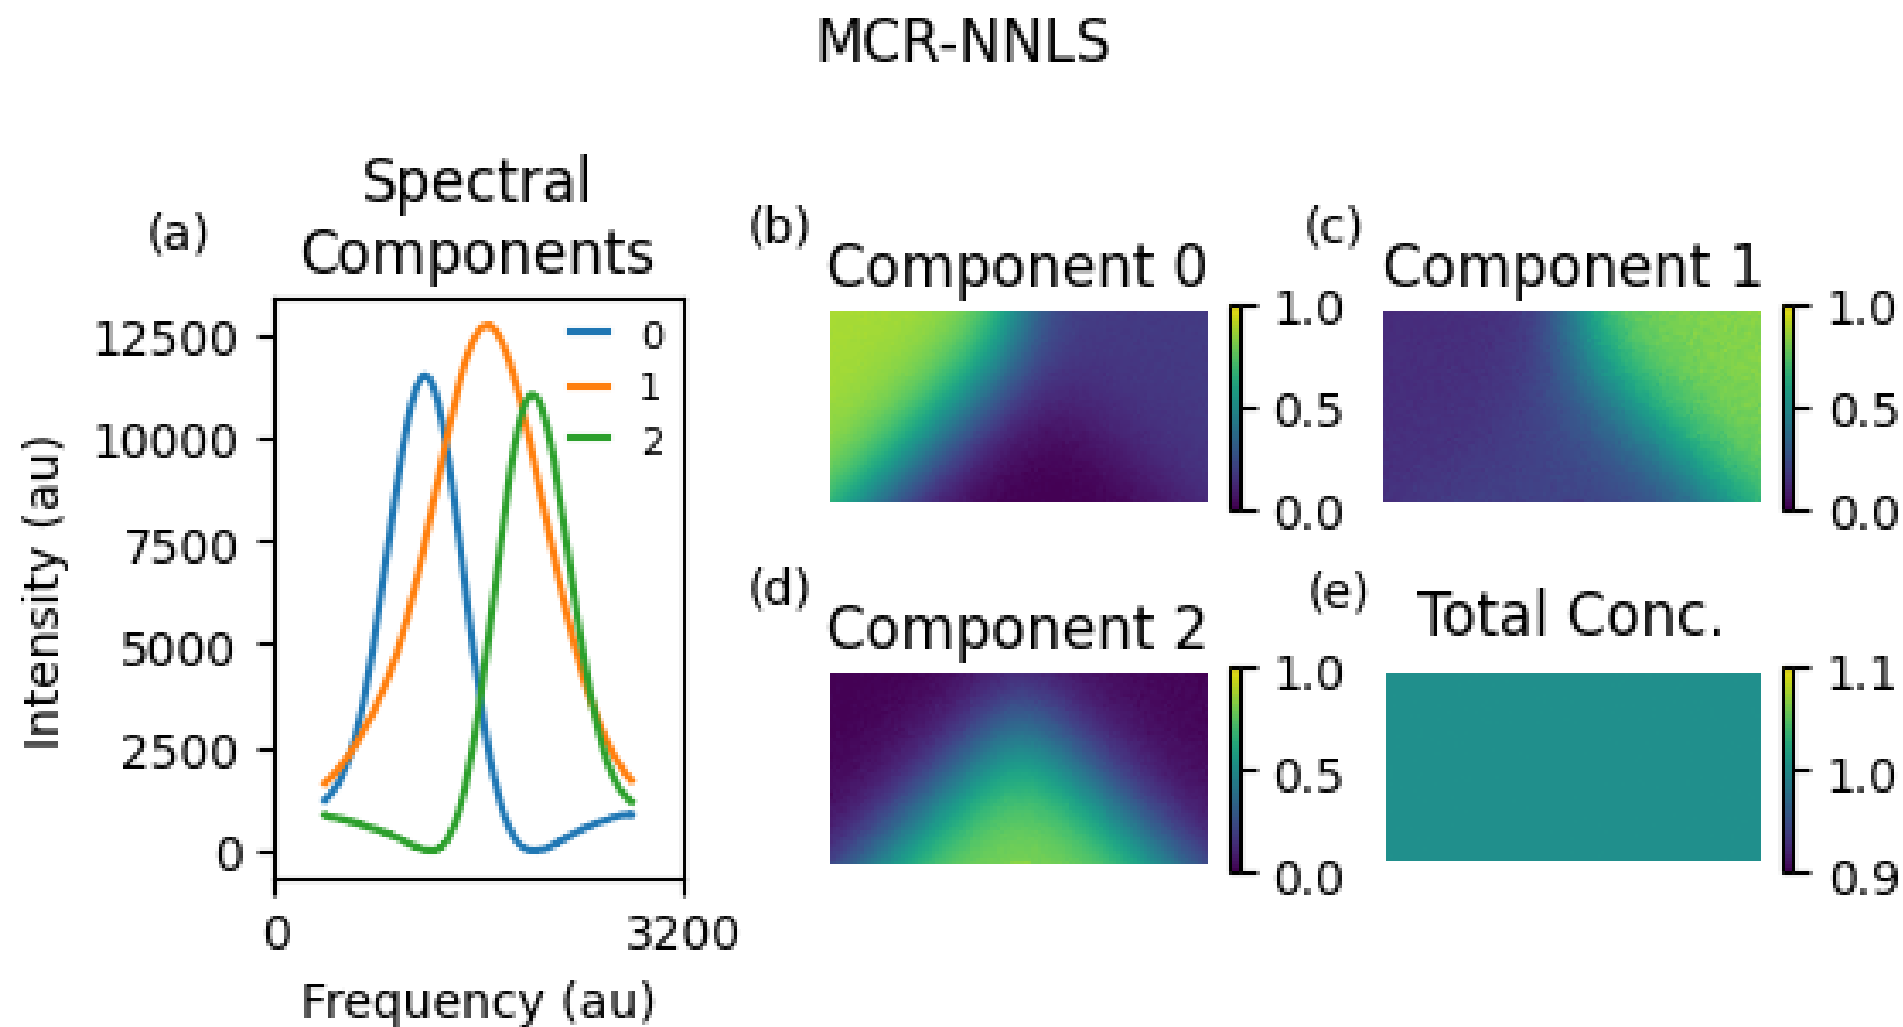 MCR-NNLS
(a)
Spectral
Components
12500
10000
7500
5000
2500
0
Intensity (au)
0
1
2
0
3200
Frequency (au)
(b)
Component 0
1.0
0.5
0.0
(c)
Component 1
1.0
0.5
0.0
(d)
Component 2
1.0
0.5
0.0
(e)
Total Conc.
1.1
1.0
0.9